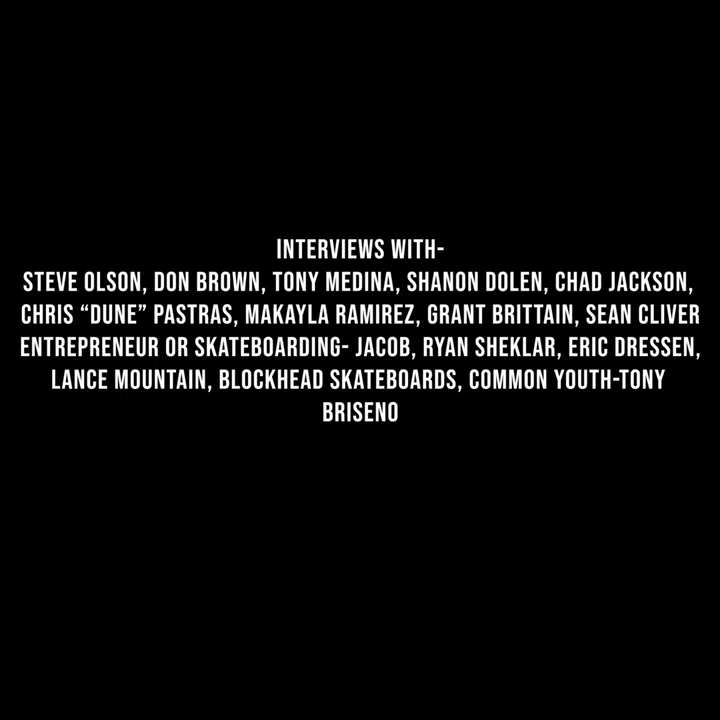 INTERVIEWS WITH-
STEVE OLSON, DON BROWN, TONY MEDINA, SHANON DOLEN, CHAD JACKSON,
CHRIS “DUNE” PASTRAS, MAKAYLA RAMIREZ, GRANT BRITTAIN, SEAN CLIVER
ENTREPRENEUR OR SKATEBOARDING- JACOB, RYAN SHEKLAR, ERIC DRESSEN,
LANCE MOUNTAIN, BLOCKHEAD SKATEBOARDS, COMMON YOUTH-TONY
BRISENO